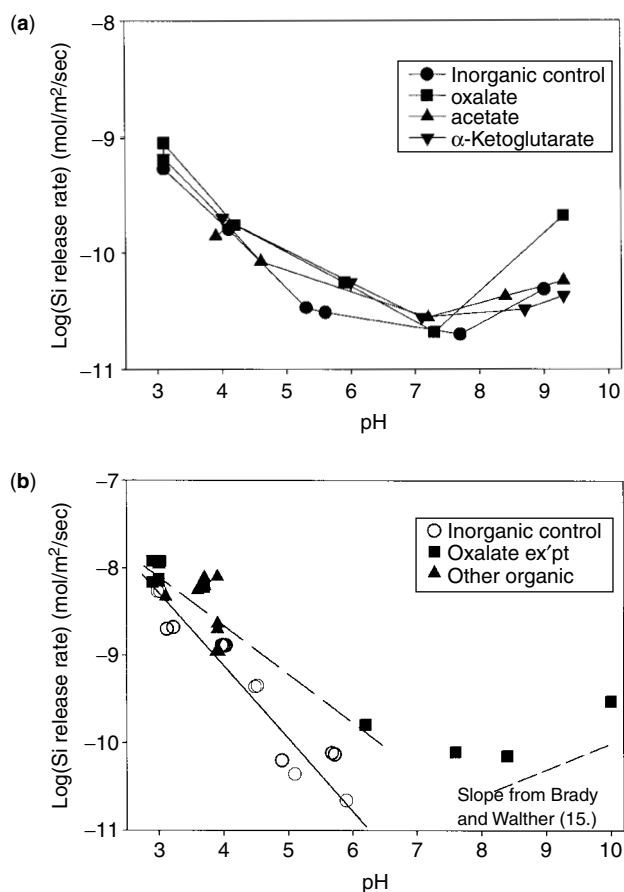 (a)
Log(Si release rate) (mol/m²/sec)
−8
−9
−10
−11
Inorganic control
oxalate
acetate
α-Ketoglutarate
3 4 5 6 7 8 9 10
pH
(b)
Log(Si release rate) (mol/m²/sec)
−7
−8
−9
−10
−11
Inorganic control
Oxalate ex′pt
Other organic
Slope from Brady
and Walther (15.)
3 4 5 6 7 8 9 10
pH